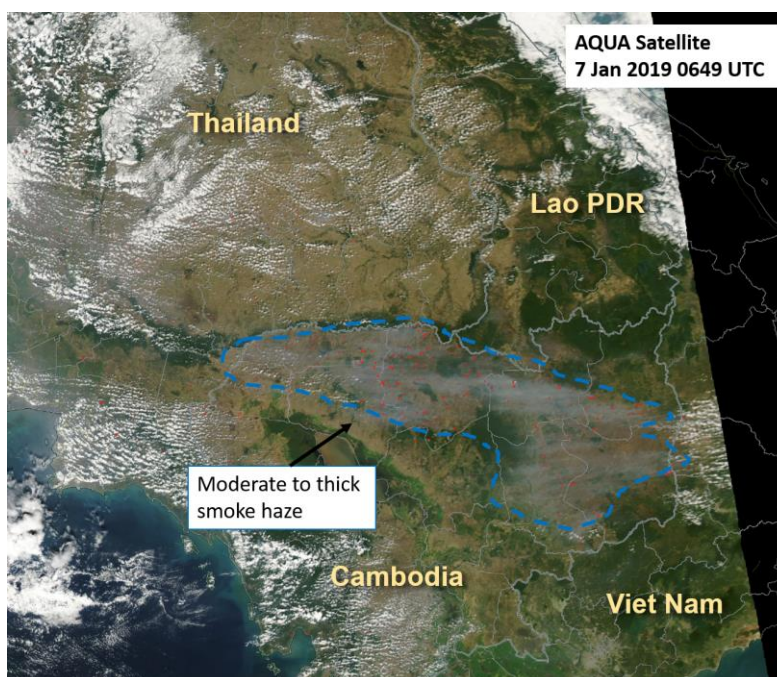 AQUA Satellite
7 Jan 2019 0649 UTC
Thailand
Lao PDR
Moderate to thick
smoke haze
Cambodia
Viet Nam